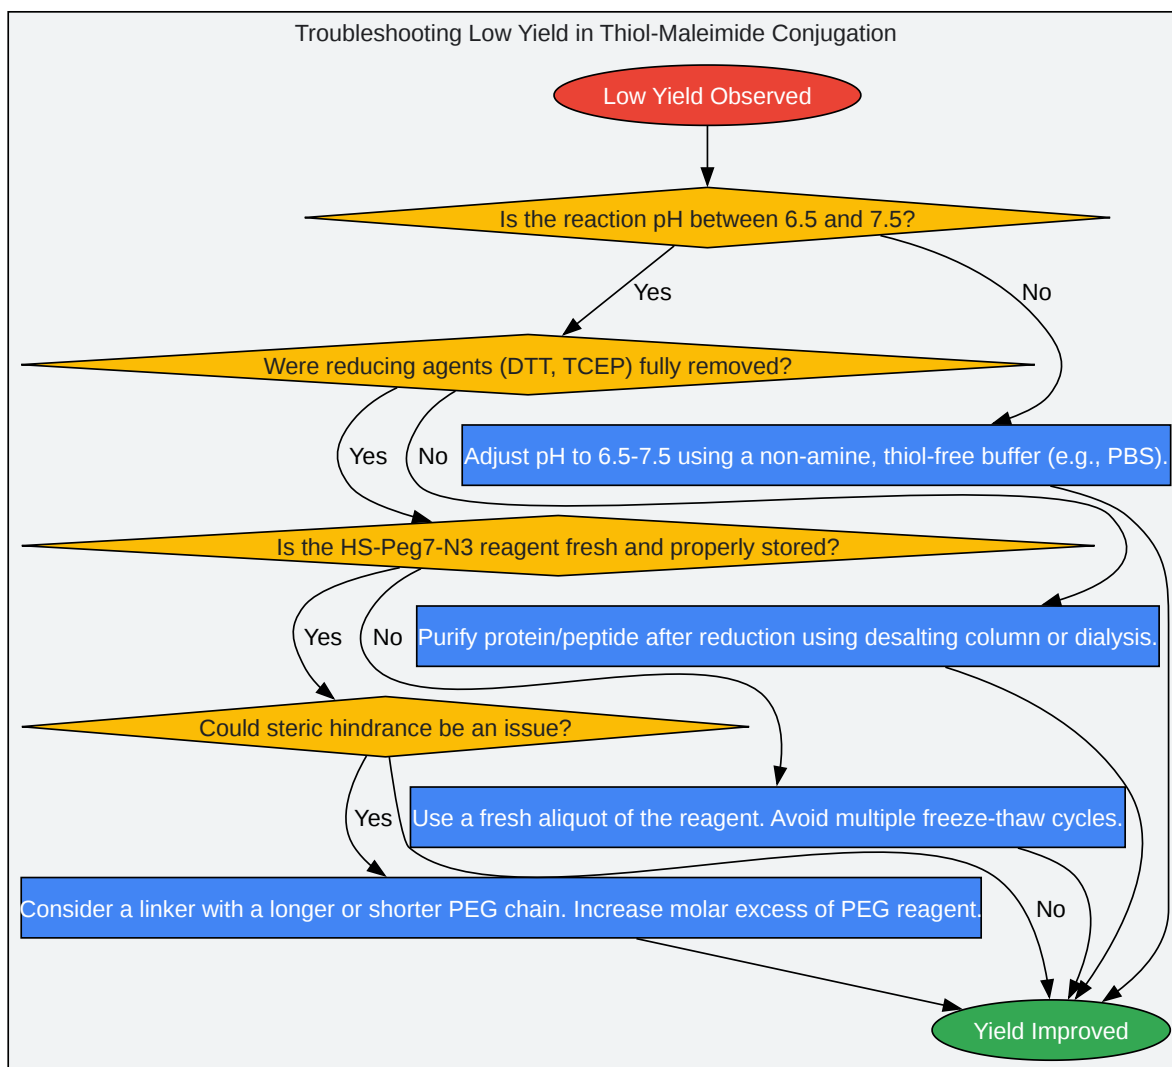 Troubleshooting Low Yield in Thiol-Maleimide Conjugation
Low Yield Observed
Is the reaction pH between 6.5 and 7.5?
Yes
No
Were reducing agents (DTT, TCEP) fully removed?
Yes
No
Adjust pH to 6.5-7.5 using a non-amine, thiol-free buffer (e.g., PBS).
Is the HS-Peg7-N3 reagent fresh and properly stored?
Yes
No
Purify protein/peptide after reduction using desalting column or dialysis.
Could steric hindrance be an issue?
Yes
Use a fresh aliquot of the reagent. Avoid multiple freeze-thaw cycles.
Consider a linker with a longer or shorter PEG chain. Increase molar excess of PEG reagent.
No
Yield Improved